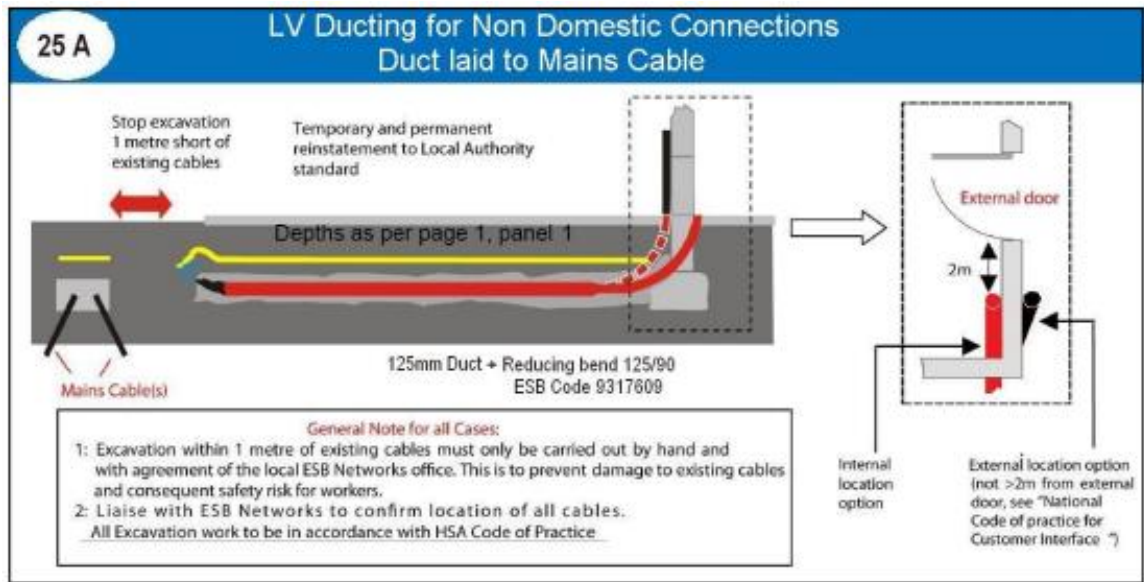 25 A
LV Ducting for Non Domestic Connections
Duct laid to Mains Cable
Stop excavation
1 metre short of
existing cables
Temporary and permanent
reinstatement to Local Authority
standard
Depths as per page 1, panel 1
External door
2m
125mm Duct + Reducing bend 125/90
ESB Code 9317609
Mains Cable(s)
General Note for all Cases:
1: Excavation within 1 metre of existing cables must only be carried out by hand and
with agreement of the local ESB Networks office. This is to prevent damage to existing cables
and consequent safety risk for workers.
2: Liaise with ESB Networks to confirm location of all cables.
All Excavation work to be in accordance with HSA Code of Practice
Internal
location
option
External location option
(not >2m from external
door, see "National
Code of practice for
Customer Interface ")